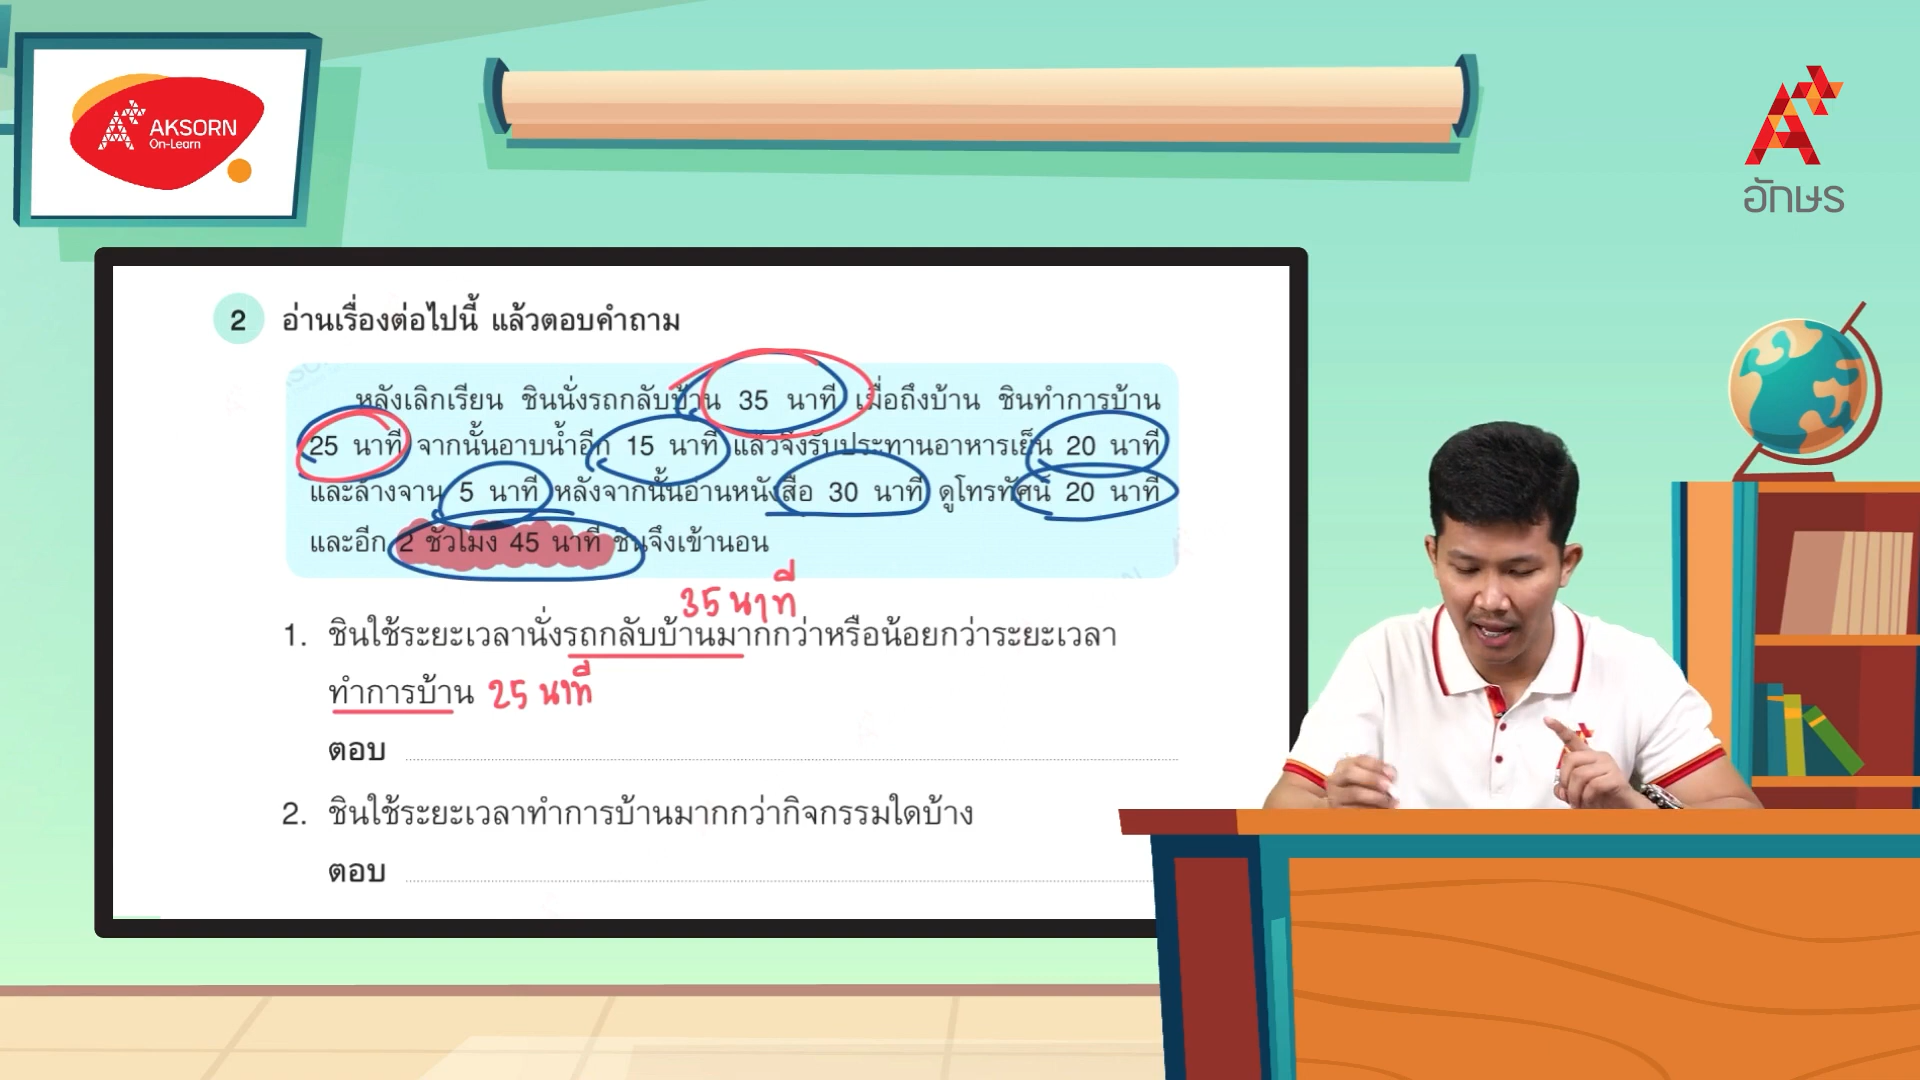 AKSORN
On-Learn
อักษร
2 อ่านเรื่องต่อไปนี้ แล้วตอบคำถาม
หลังเลิกเรียน ชินนั่งรถกลับบ้าน 35 นาที เมื่อถึงบ้าน ชินทำการบ้าน
25 นาที จากนั้นอาบน้ำอีก 15 นาที แล้วจึงรับประทานอาหารเย็น 20 นาที
และล้างจาน 5 นาที หลังจากนั้นอ่านหนังสือ 30 นาที ดูโทรทัศน์ 20 นาที
และอีก 2 ชั่วโมง 45 นาที ชินจึงเข้านอน
35 นาที
1. ชินใช้ระยะเวลานั่งรถกลับบ้านมากกว่าหรือน้อยกว่าระยะเวลา
ทำการบ้าน 25 นาที
ตอบ
2. ชินใช้ระยะเวลาทำการบ้านมากกว่ากิจกรรมใดบ้าง
ตอบ